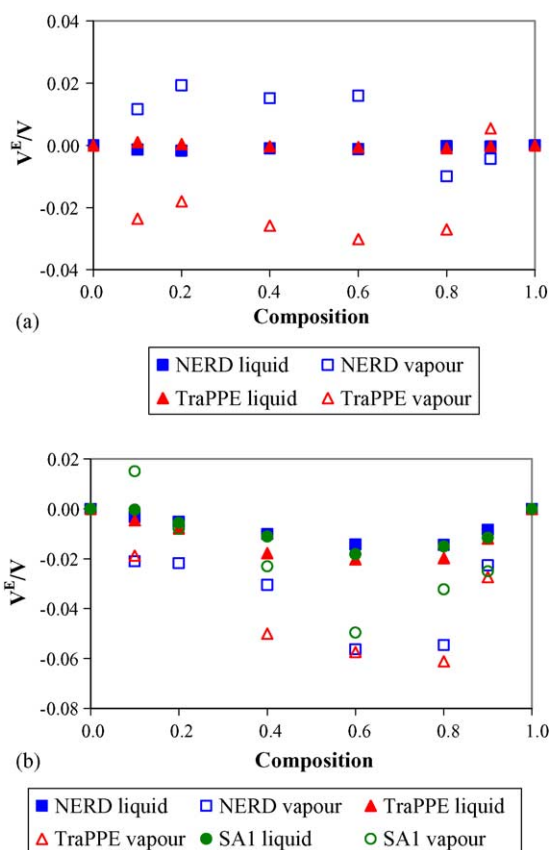 0.04
0.02
0.00
-0.02
-0.04
V^E/V
0.0 0.2 0.4 0.6 0.8 1.0
(a)
Composition
NERD liquid NERD vapour
TraPPE liquid TraPPE vapour
0.02
0.00
-0.02
-0.04
-0.06
-0.08
V^E/V
0.0 0.2 0.4 0.6 0.8 1.0
(b)
Composition
NERD liquid NERD vapour TraPPE liquid
TraPPE vapour SA1 liquid SA1 vapour